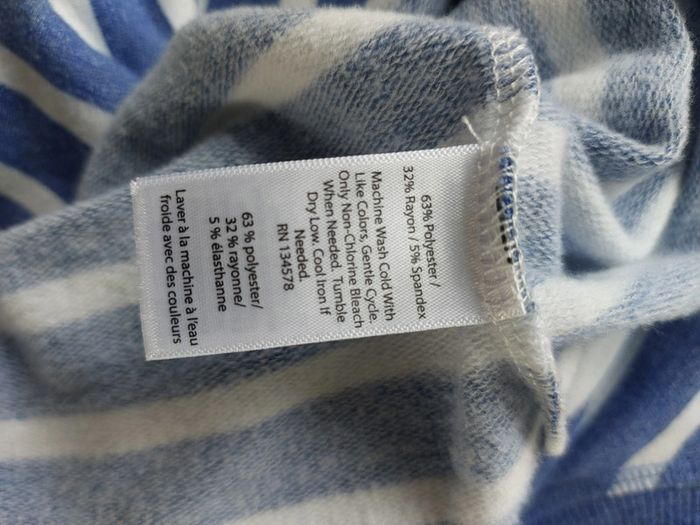 63% Polyester /
32% Rayon / 5% Spandex
Machine Wash Cold With
Like Colors, Gentle Cycle.
Only Non-Chlorine Bleach
When Needed. Tumble
Dry Low. Cool Iron If
Needed.
RN 134578
63 % polyester/
32 % rayonne/
5 % élasthanne
Laver à la machine à l'eau
froide avec des couleurs